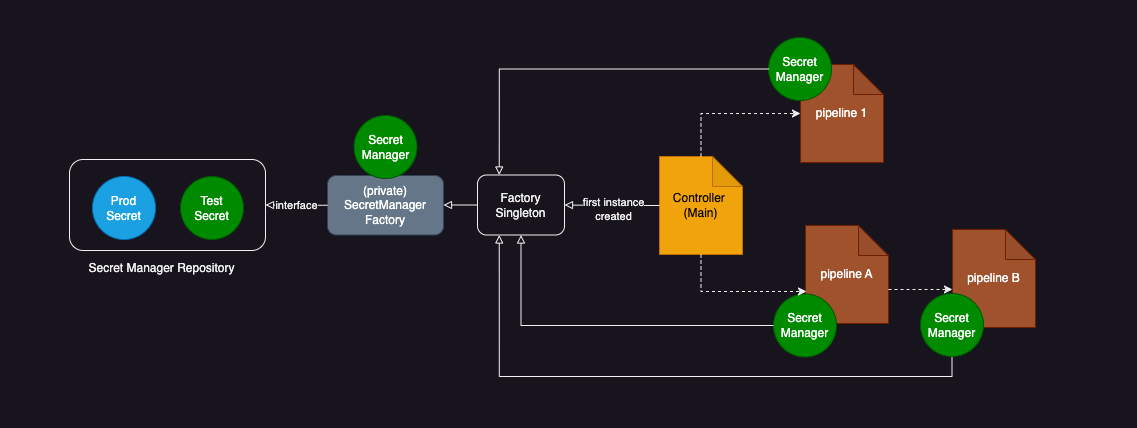 Secret
Manager
pipeline 1
Secret
Manager
Prod
Secret
Test
Secret
interface
(private)
SecretManager
Factory
Factory
Singleton
first instance
created
Controller
(Main)
Secret Manager Repository
pipeline A
pipeline B
Secret
Manager
Secret
Manager